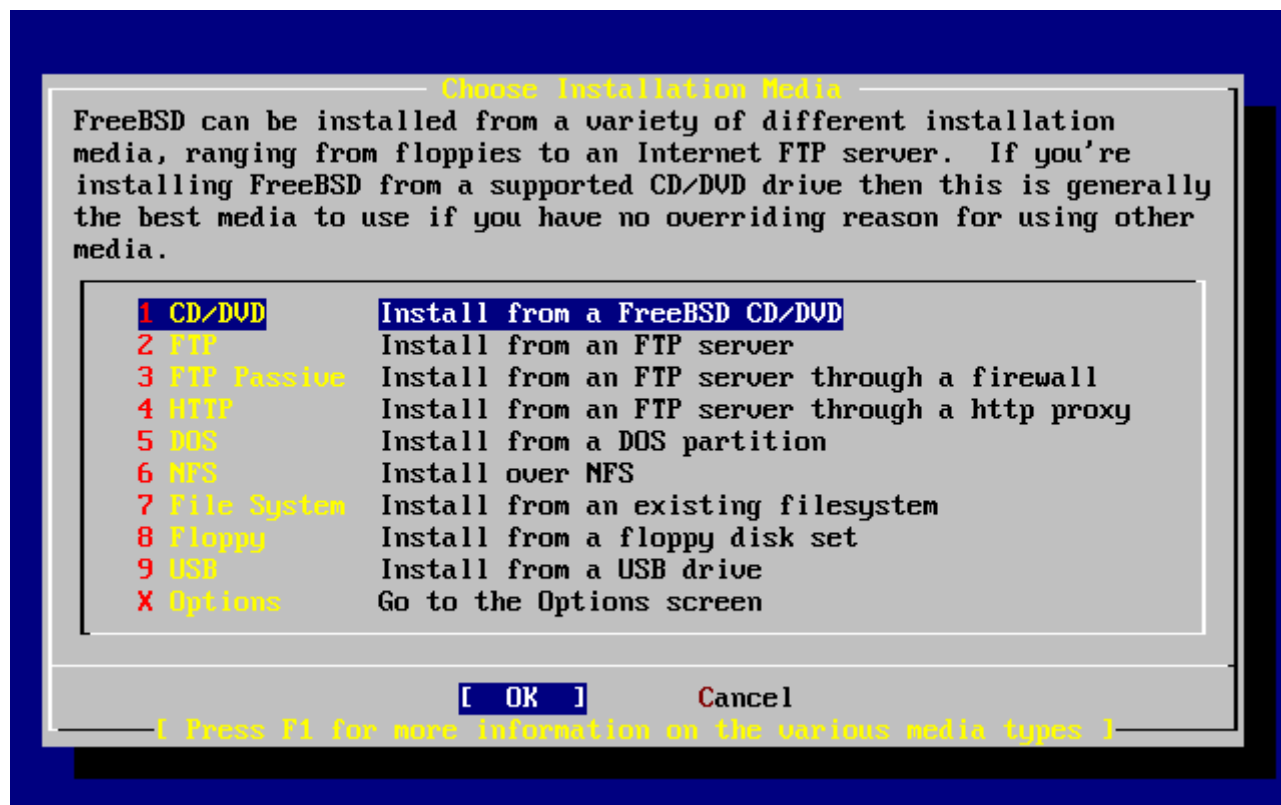 Choose Installation Media
FreeBSD can be installed from a variety of different installation
media, ranging from floppies to an Internet FTP server.  If you're
installing FreeBSD from a supported CD/DVD drive then this is generally
the best media to use if you have no overriding reason for using other
media.
1 CD/DVD Install from a FreeBSD CD/DVD
2 FTP Install from an FTP server
3 FTP Passive Install from an FTP server through a firewall
4 HTTP Install from an FTP server through a http proxy
5 DOS Install from a DOS partition
6 NFS Install over NFS
7 File System Install from an existing filesystem
8 Floppy Install from a floppy disk set
9 USB Install from a USB drive
X Options Go to the Options screen
[ OK ] Cancel
[ Press F1 for more information on the various media types ]